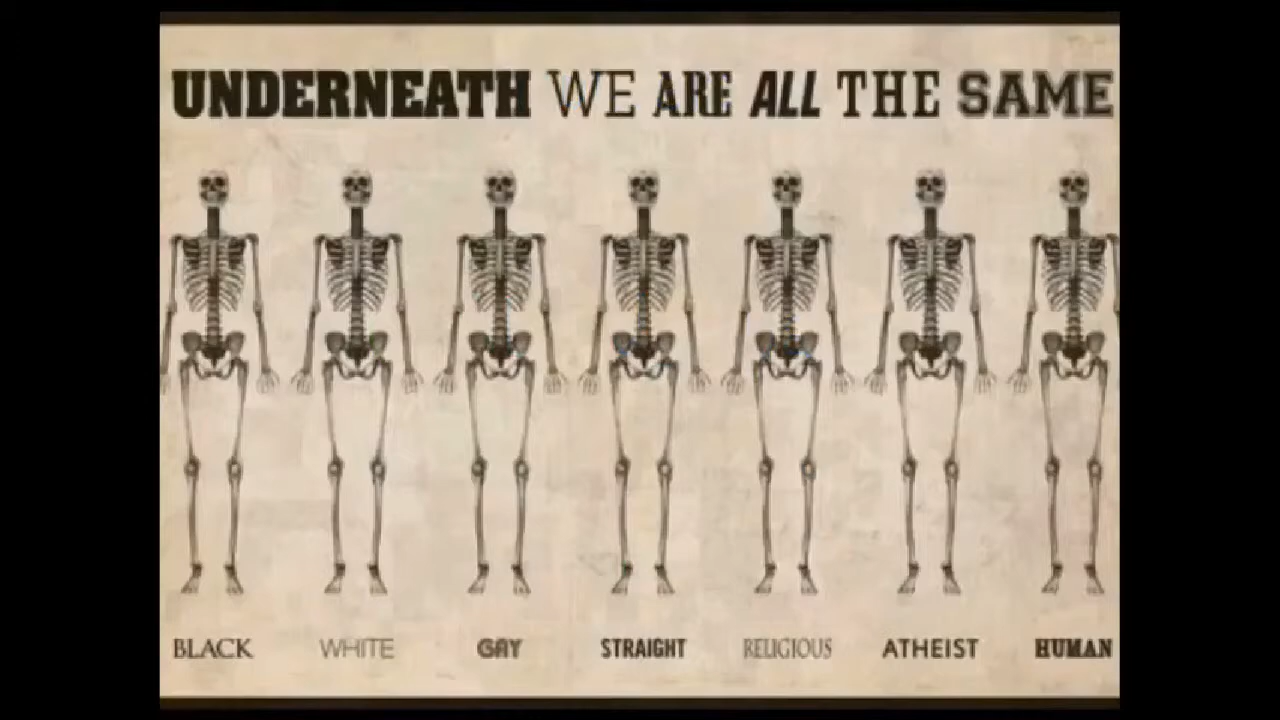 UNDERNEATH WE ARE ALL THE SAME
BLACK WHITE GAY STRAIGHT RELIGIOUS ATHEIST HUMAN